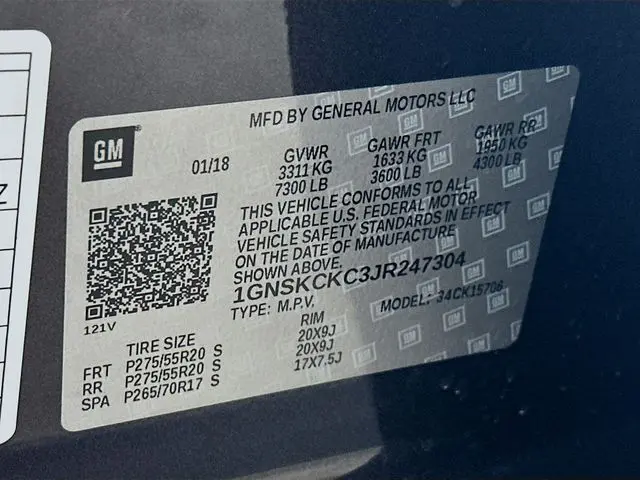 MFD BY GENERAL MOTORS LLC
GM
®
01/18
GVWR GAWR FRT GAWR RR
3311 KG 1633 KG 1950 KG
7300 LB 3600 LB 4300 LB
THIS VEHICLE CONFORMS TO ALL
APPLICABLE U.S. FEDERAL MOTOR
VEHICLE SAFETY STANDARDS IN EFFECT
ON THE DATE OF MANUFACTURE
SHOWN ABOVE.
1GNSKCKC3JR247304
TYPE: M.P.V. MODEL: 34CK15706
121V
TIRE SIZE RIM
FRT P275/55R20 S 20X9J
RR P275/55R20 S 20X9J
SPA P265/70R17 S 17X7.5J
Z